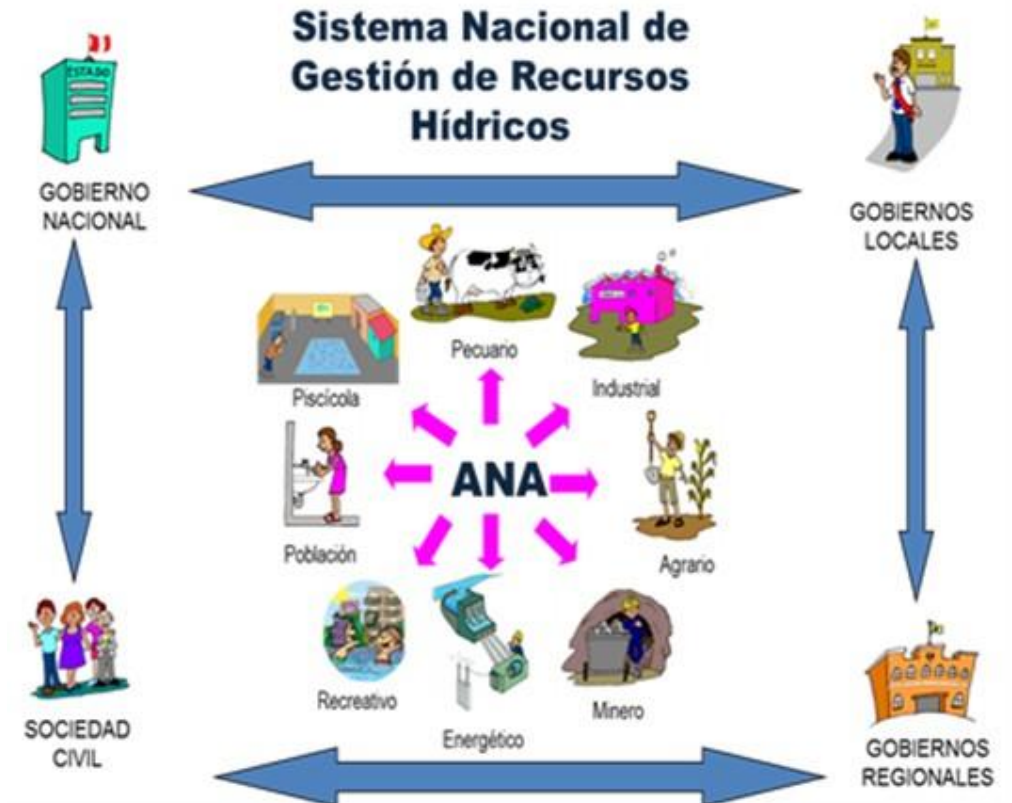 Sistema Nacional de
Gestión de Recursos
Hídricos
ESTADO
GOBIERNO
NACIONAL
GOBIERNOS
LOCALES
Pecuario
Industrial
Piscícola
ANA
Población
Agrario
Recreativo
Energético
Minero
SOCIEDAD
CIVIL
GOBIERNOS
REGIONALES